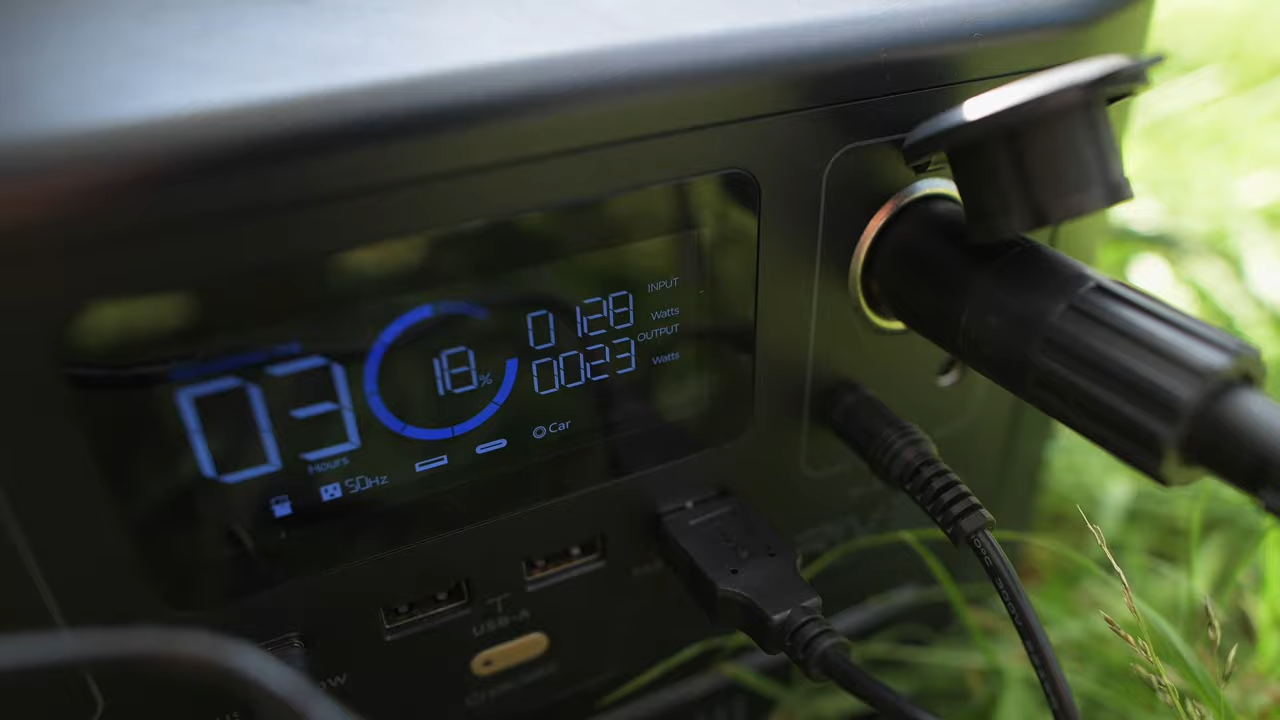 03
Hours
18%
0128
INPUT
Watts
0023
OUTPUT
Watts
50Hz
Car
USB-A